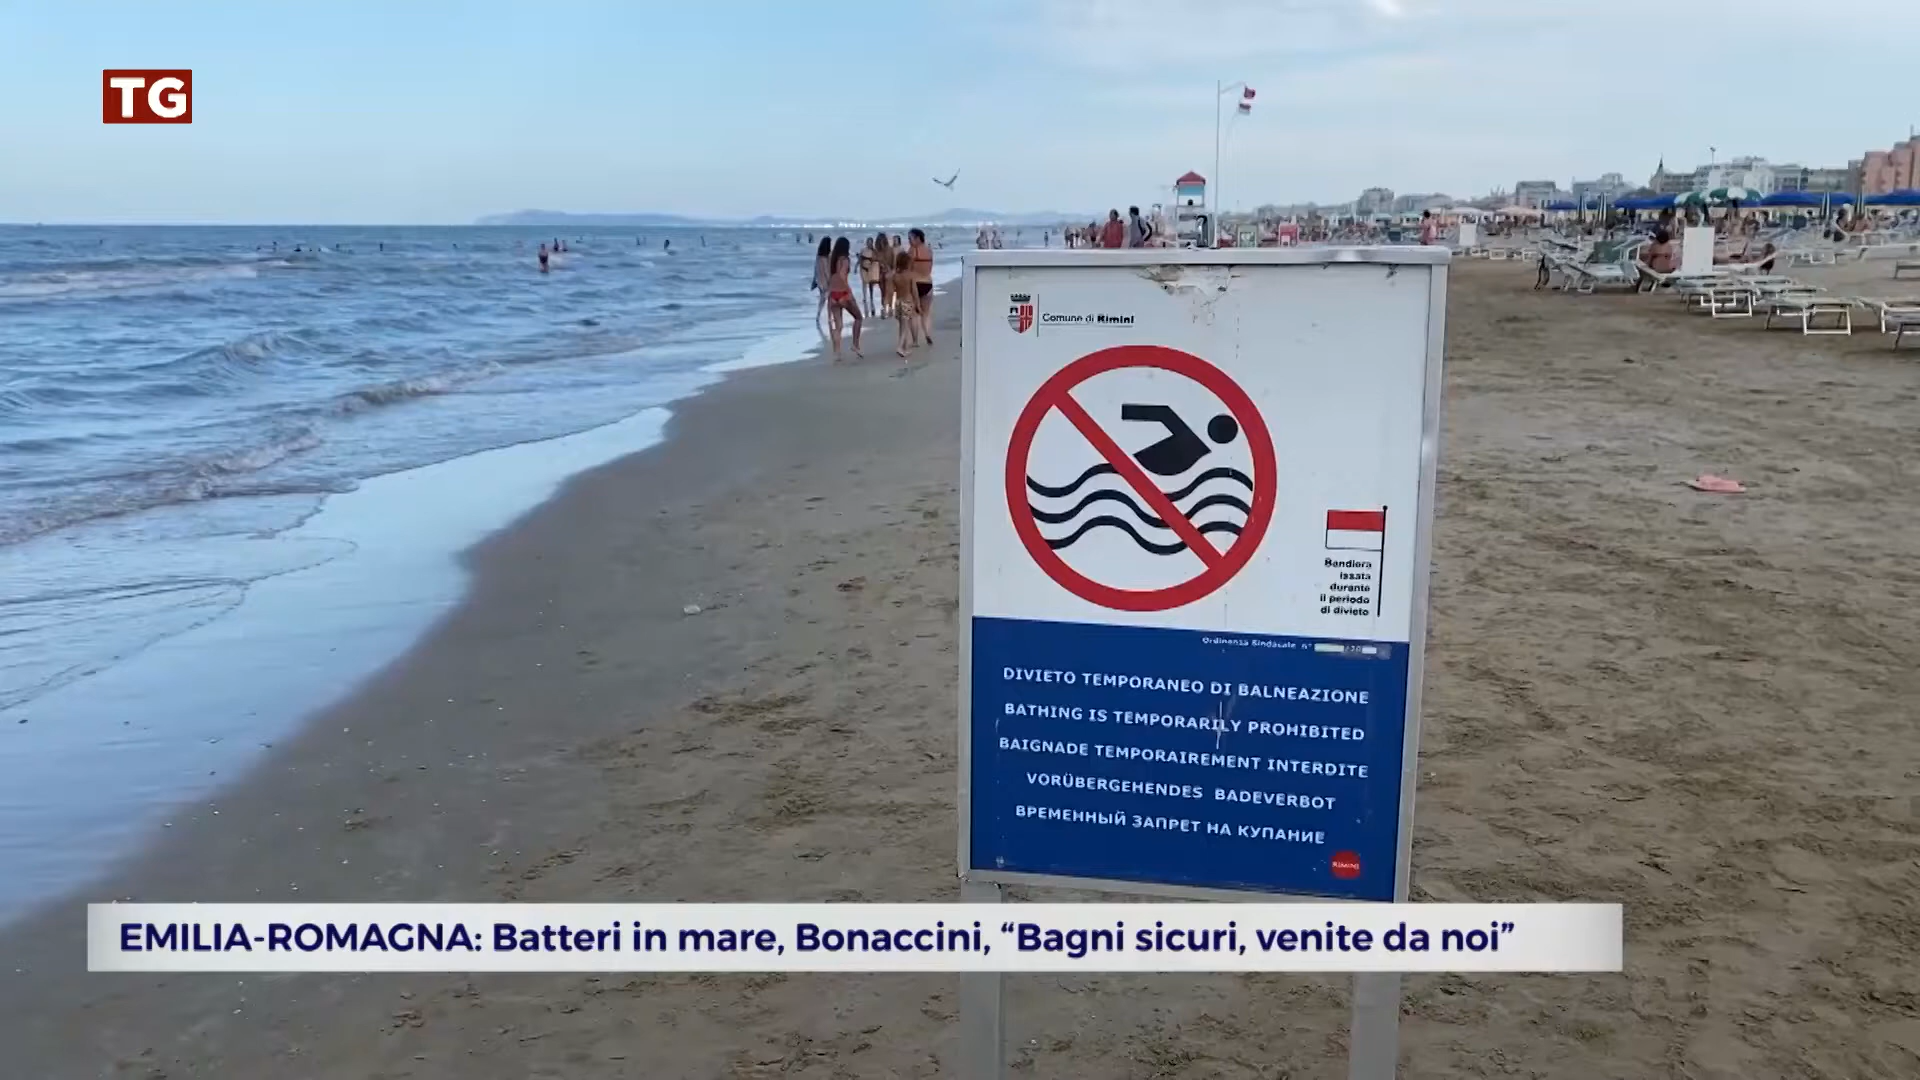 TG
Comune di Rimini
Bandiera
issata
durante
il periodo
di divieto
Ordinanza Sindacale n°
DIVIETO TEMPORANEO DI BALNEAZIONE
BATHING IS TEMPORARILY PROHIBITED
BAIGNADE TEMPORAIREMENT INTERDITE
VORÜBERGEHENDES BADEVERBOT
ВРЕМЕННЫЙ ЗАПРЕТ НА КУПАНИЕ
RIMINI
EMILIA-ROMAGNA: Batteri in mare, Bonaccini, “Bagni sicuri, venite da noi”